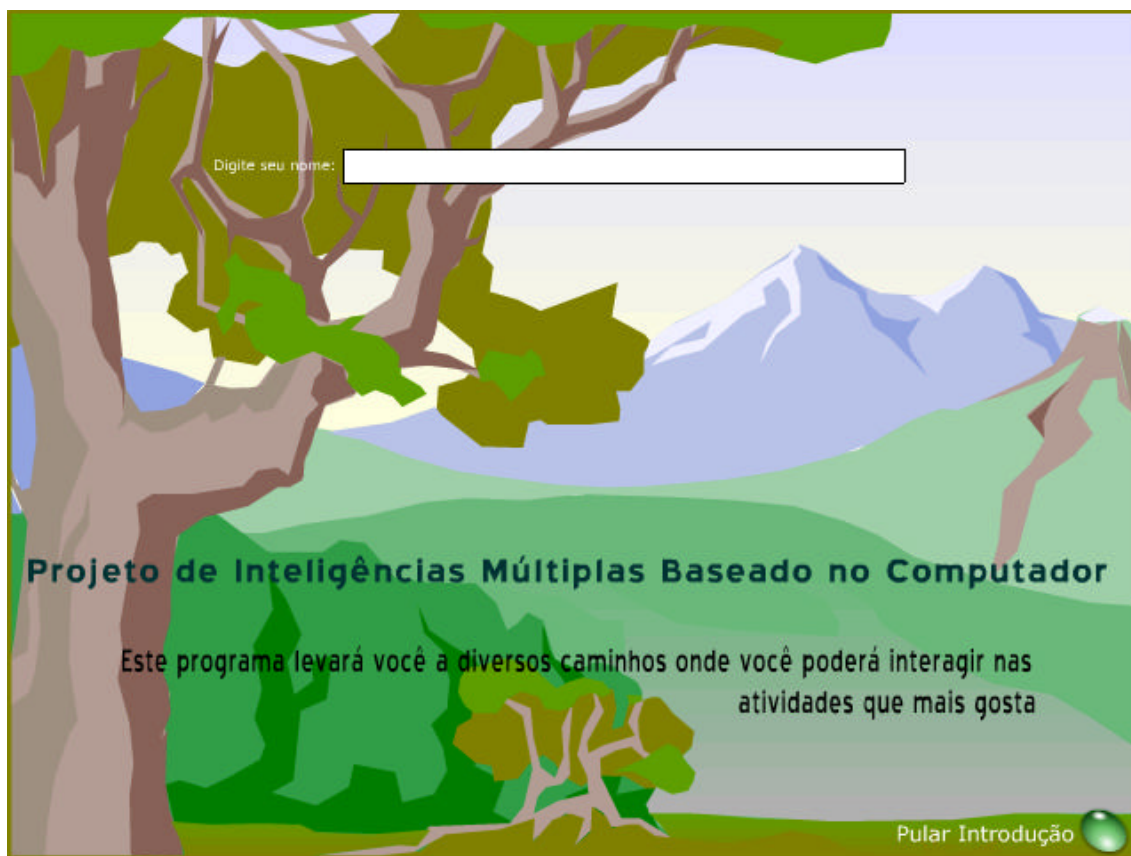 Digite seu nome:
Projeto de Inteligências Múltiplas Baseado no Computador
Este programa levará você a diversos caminhos onde você poderá interagir nas
atividades que mais gosta
Pular Introdução